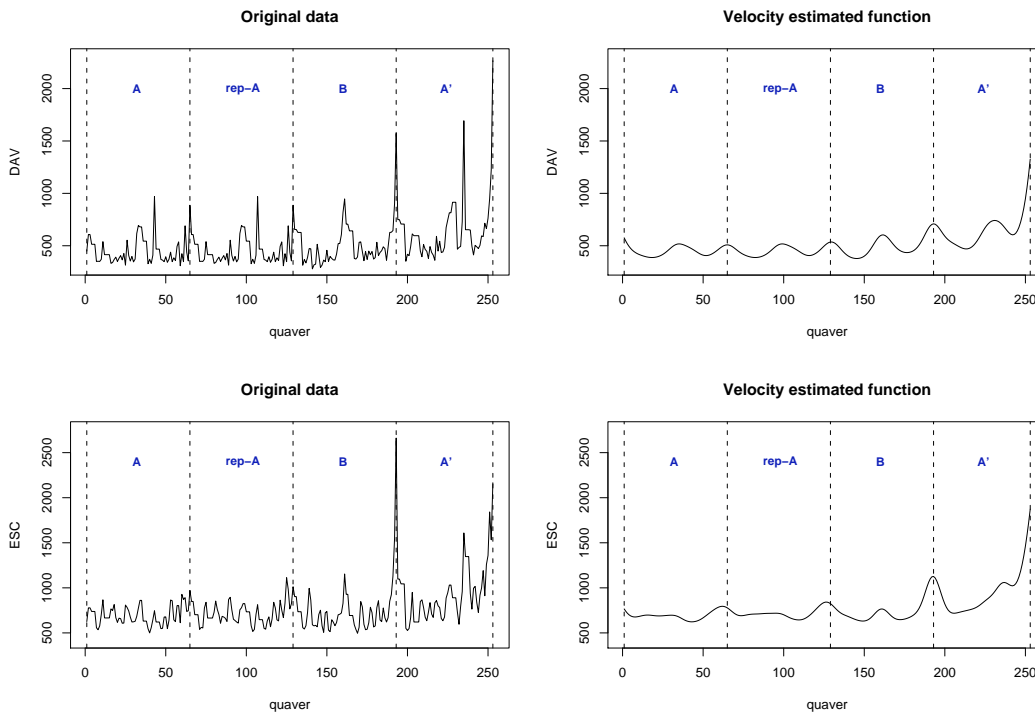 Original data
DAV
2000
1500
1000
500
A
rep−A
B
A'
0
50
100
150
200
250
quaver
Velocity estimated function
DAV
2000
1500
1000
500
A
rep−A
B
A'
0
50
100
150
200
250
quaver
Original data
ESC
2500
2000
1500
1000
500
A
rep−A
B
A'
0
50
100
150
200
250
quaver
Velocity estimated function
ESC
2500
2000
1500
1000
500
A
rep−A
B
A'
0
50
100
150
200
250
quaver